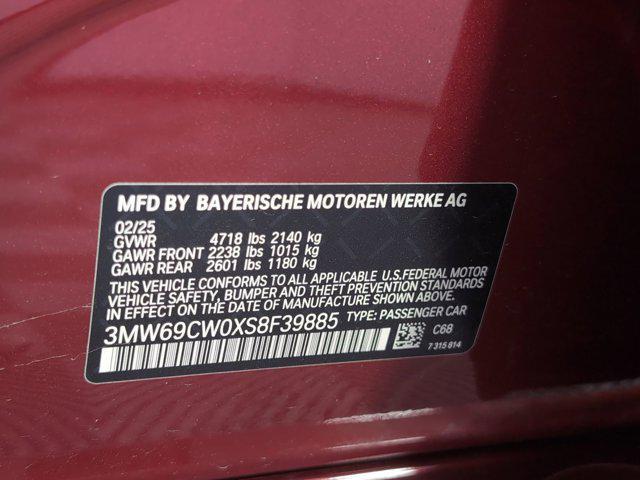 MFD BY BAYERISCHE MOTOREN WERKE AG
02/25
GVWR 4718 lbs 2140 kg
GAWR FRONT 2238 lbs 1015 kg
GAWR REAR 2601 lbs 1180 kg
THIS VEHICLE CONFORMS TO ALL APPLICABLE U.S.FEDERAL MOTOR
VEHICLE SAFETY, BUMPER, AND THEFT PREVENTION STANDARDS
IN EFFECT ON THE DATE OF MANUFACTURE SHOWN ABOVE.
3MW69CW0XS8F39885 TYPE: PASSENGER CAR
C68
7 315 814